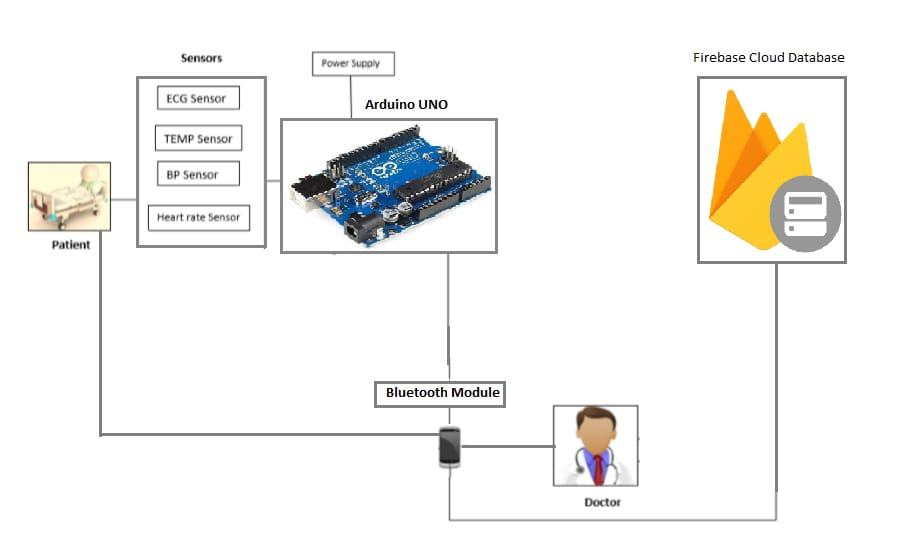 Sensors
Power Supply
Firebase Cloud Database
ECG Sensor
Arduino UNO
TEMP Sensor
BP Sensor
Heart rate Sensor
Patient
Bluetooth Module
Doctor